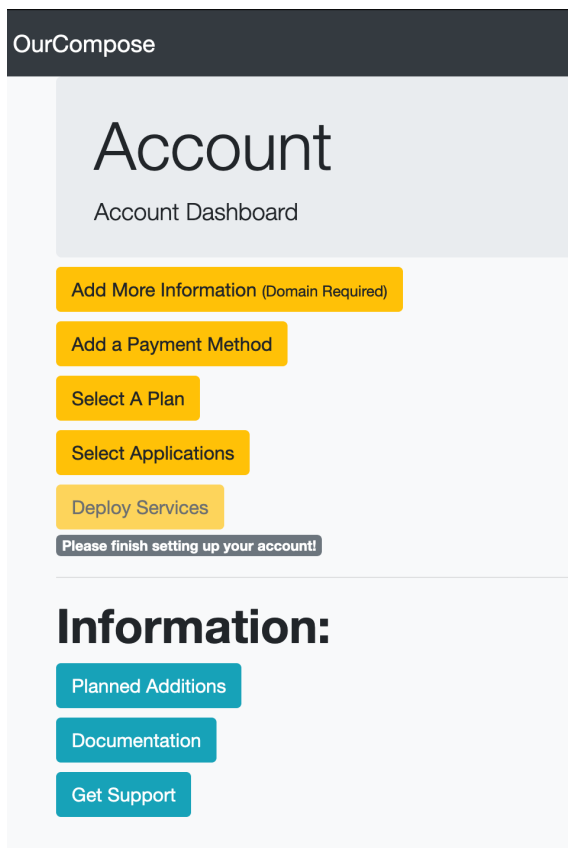 OurCompose
Account
Account Dashboard
Add More Information (Domain Required)
Add a Payment Method
Select A Plan
Select Applications
Deploy Services
Please finish setting up your account!
Information:
Planned Additions
Documentation
Get Support